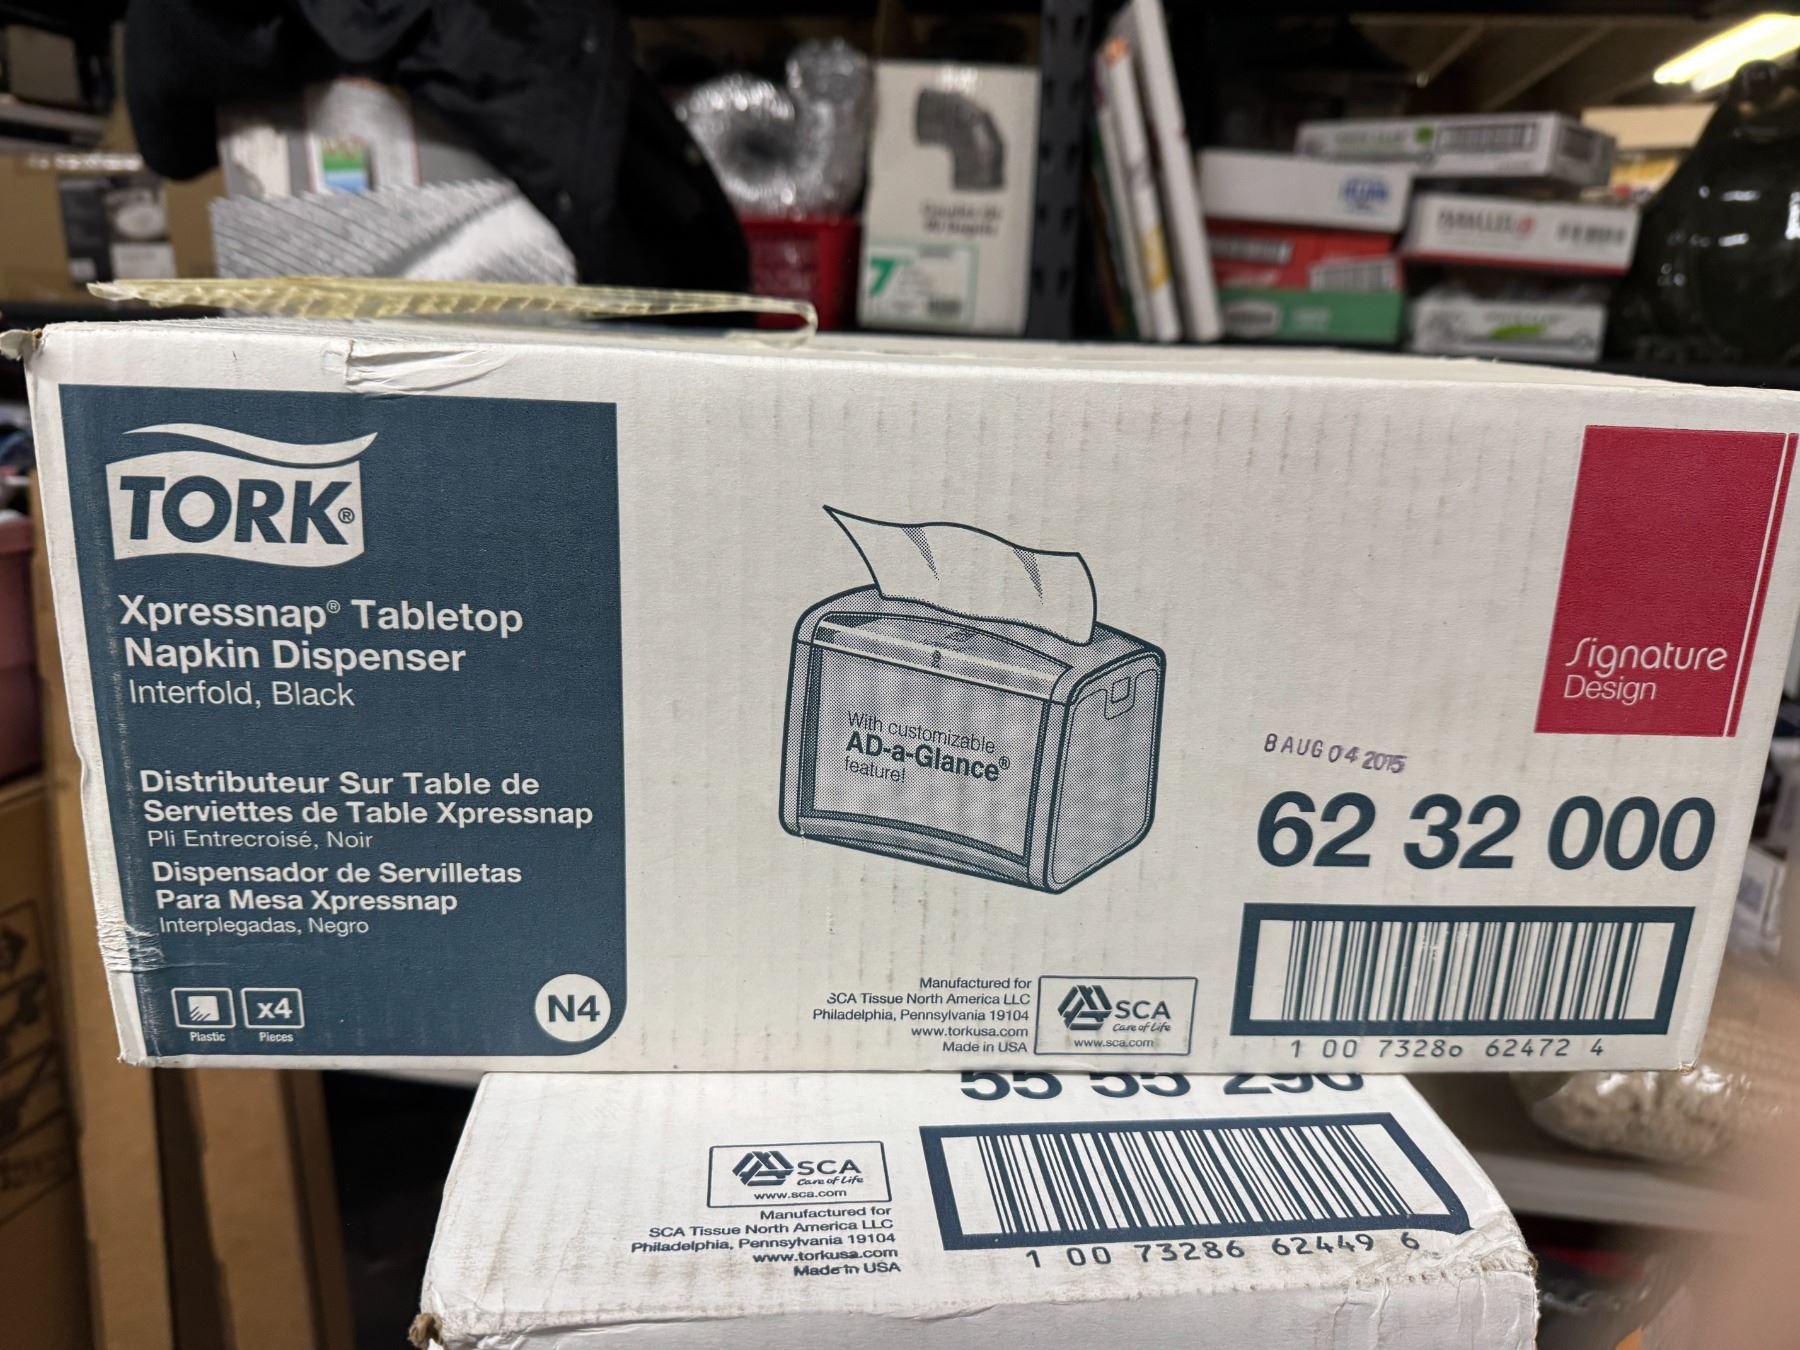 TORK®
Xpressnap® Tabletop
Napkin Dispenser
Interfold, Black
Distributeur Sur Table de
Serviettes de Table Xpressnap
Pli Entrecroisé, Noir
Dispensador de Servilletas
Para Mesa Xpressnap
Interplegadas, Negro
Plastic
x4
Pieces
N4
With customizable
AD-a-Glance®
feature!
Manufactured for
SCA Tissue North America LLC
Philadelphia, Pennsylvania 19104
www.torkusa.com
Made in USA
SCA
Care of Life
www.sca.com
Signature
Design
B AUG 04 2015
62 32 000
1 00 73280 62472 4
55 55 290
SCA
Care of Life
www.sca.com
Manufactured for
SCA Tissue North America LLC
Philadelphia, Pennsylvania 19104
www.torkusa.com
Made in USA
1 00 73286 62449 6
7"